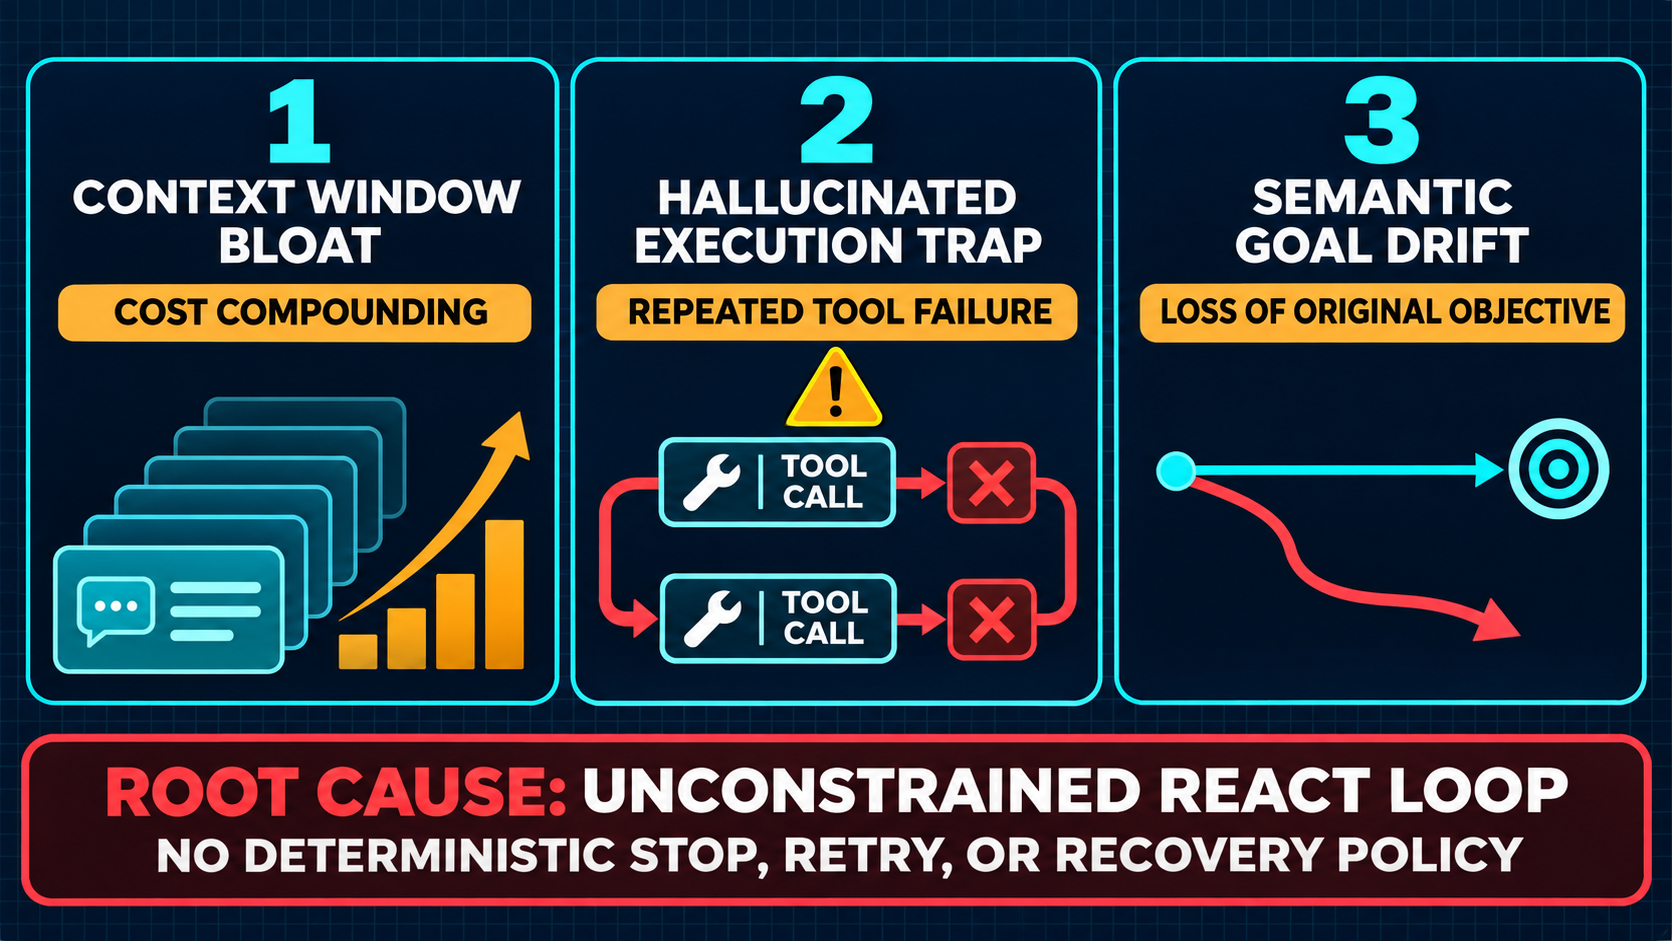 1
CONTEXT WINDOW
BLOAT
COST COMPOUNDING
2
HALLUCINATED
EXECUTION TRAP
REPEATED TOOL FAILURE
!
TOOL
CALL
TOOL
CALL
3
SEMANTIC
GOAL DRIFT
LOSS OF ORIGINAL OBJECTIVE
ROOT CAUSE: UNCONSTRAINED REACT LOOP
NO DETERMINISTIC STOP, RETRY, OR RECOVERY POLICY